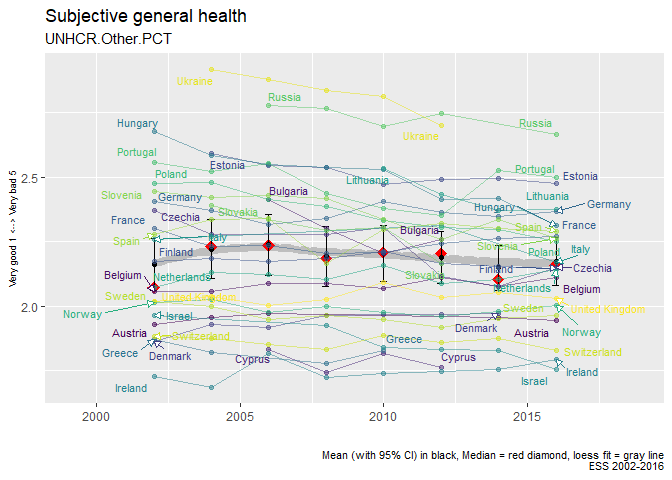 Subjective general health
UNHCR.Other.PCT
Very good 1 <-> Very bad 5
2.5
2.0
2000
2005
2010
2015
Ukraine
Russia
Ukraine
Russia
Hungary
Portugal
Estonia
Poland
Portugal
Estonia
Lithuania
Slovenia
Germany
Bulgaria
Lithuania
Germany
Hungary
France
Czechia
Slovakia
France
Spain
Italy
Bulgaria
Spain
Slovenia
Finland
Poland
Italy
Belgium
Netherlands
Slovakia
Finland
Czechia
Netherlands
Belgium
Sweden
United Kingdom
Norway
Israel
Sweden
United Kingdom
Austria
Switzerland
Denmark
Austria
Norway
Greece
Denmark
Cyprus
Greece
Cyprus
Switzerland
Ireland
Israel
Ireland
Mean (with 95% CI) in black, Median = red diamond, loess fit = gray line
ESS 2002-2016